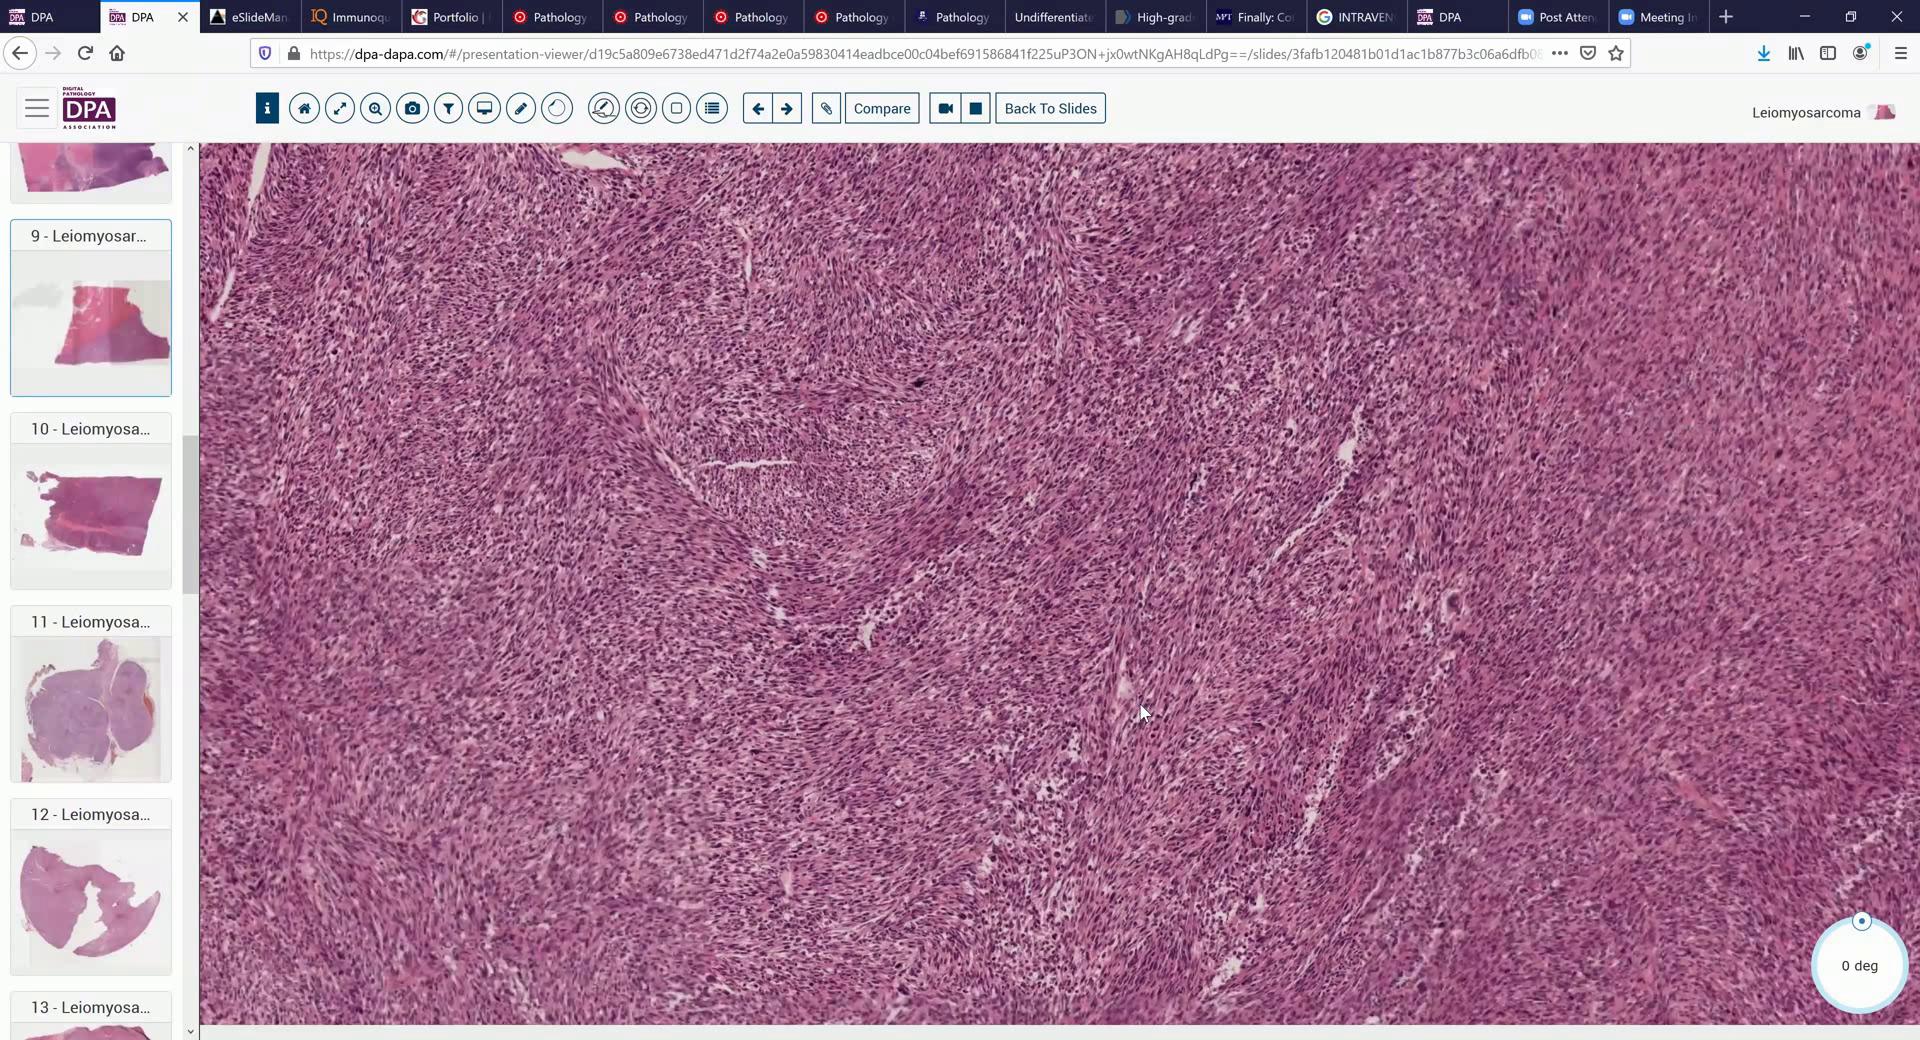 DPA
DPA
eSlideMan
Immunoqu
Portfolio |
Pathology
Pathology
Pathology
Pathology
Pathology
Undifferentiate
High-grad
MPT
Finally: Co
INTRAVEN
DPA
Post Atten
Meeting In
https://dpa-dapa.com/#/presentation-viewer/d19c5a809e6738ed471d2f74a2e0a59830414eadbce00c04bef691586841f225uP3ON+jx0wtNKgAH8qLdPg==/slides/3fafb120481b01d1ac1b877b3c06a6dfb08
DIGITAL
PATHOLOGY
DPA
ASSOCIATION
i
Compare
Back To Slides
Leiomyosarcoma
9 - Leiomyosar...
10 - Leiomyosa...
11 - Leiomyosa...
12 - Leiomyosa...
13 - Leiomyosa...
0 deg